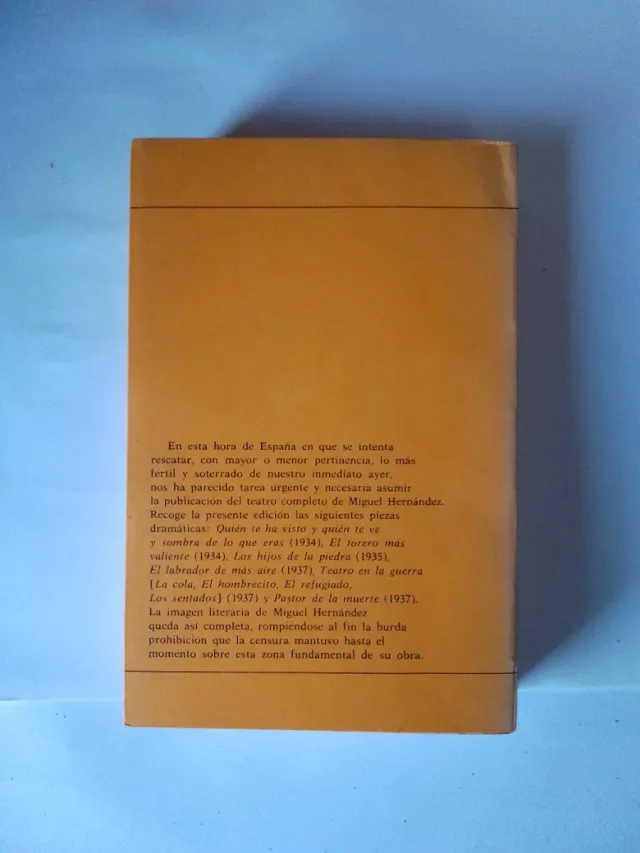 En esta hora de España en que se intenta
rescatar, con mayor o menor pertinencia, lo más
fértil y soterrado de nuestro inmediato ayer,
nos ha parecido tarea urgente y necesaria asumir
la publicación del teatro completo de Miguel Hernández.
Recoge la presente edición las siguientes piezas
dramáticas: Quién te ha visto y quién te ve
y sombra de lo que eras (1934), El torero más
valiente (1934), Los hijos de la piedra (1935),
El labrador de más aire (1937), Teatro en la guerra
[La cola, El hombrecito, El refugiado,
Los sentados] (1937) y Pastor de la muerte (1937).
La imagen literaria de Miguel Hernández
queda así completa, rompiéndose al fin la burda
prohibición que la censura mantuvo hasta el
momento sobre esta zona fundamental de su obra.